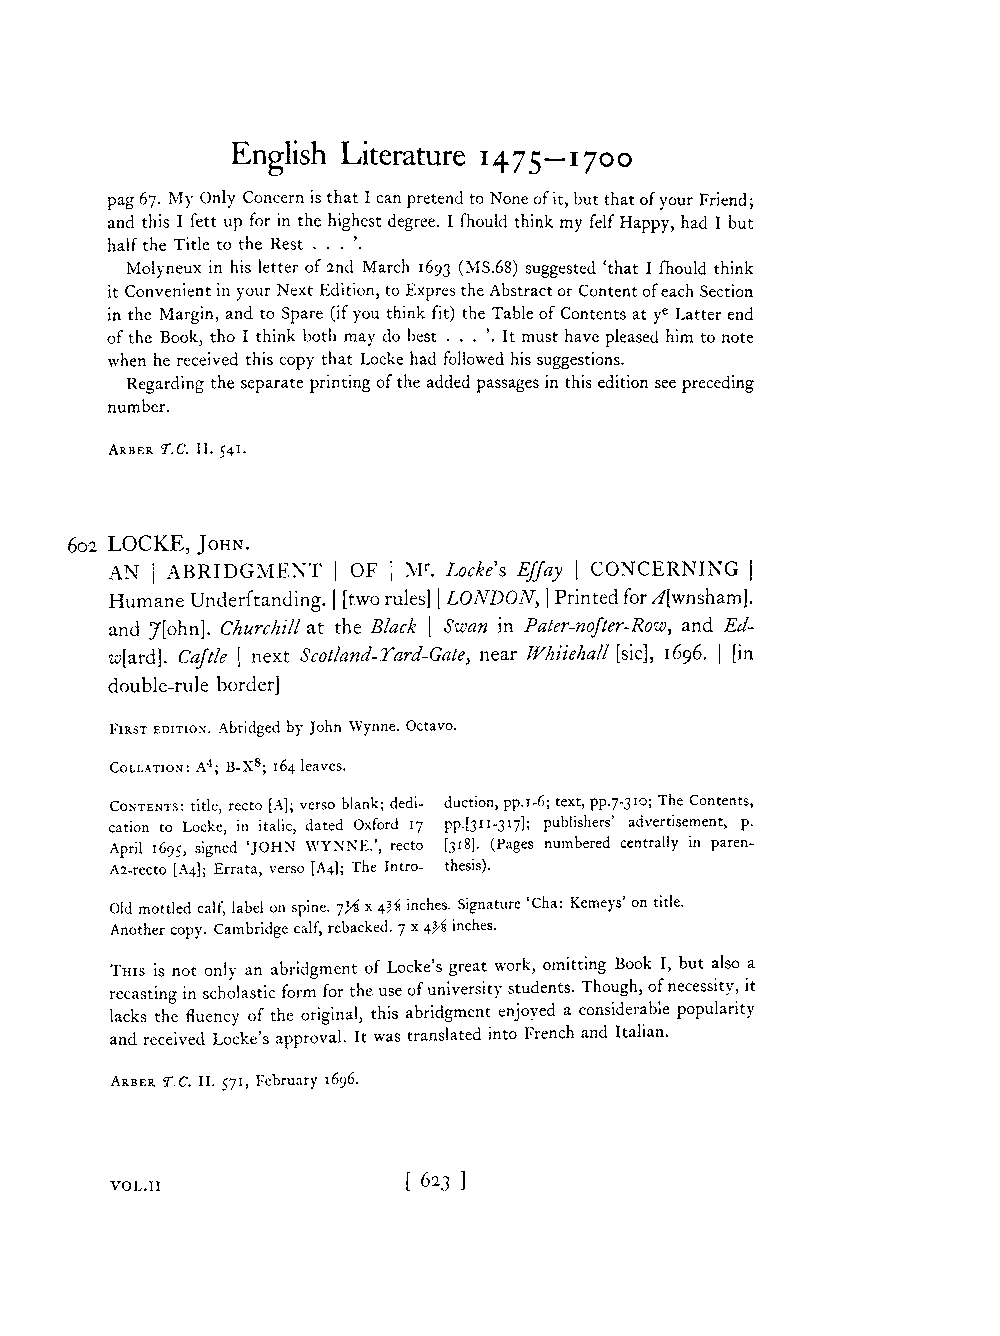 English Literature 1475—1700
pag 67. My Only Concern is that I can pretend to None of it, but that of your Friend;
and this I ſett up for in the highest degree. I ſhould think my ſelf Happy, had I but
half the Title to the Rest . . . ’.
Molyneux in his letter of 2nd March 1693 (MS.68) suggested ‘that I ſhould think
it Convenient in your Next Edition, to Expres the Abstract or Content of each Section
in the Margin, and to Spare (if you think fit) the Table of Contents at yᵉ Latter end
of the Book, tho I think both may do best . . . ’. It must have pleased him to note
when he received this copy that Locke had followed his suggestions.
Regarding the separate printing of the added passages in this edition see preceding
number.
ARBER T.C. II. 541.
602 LOCKE, JOHN.
AN | ABRIDGMENT | OF | Mʳ. Locke's Eſſay | CONCERNING |
Humane Underſtanding. | [two rules] | LONDON, | Printed for A[wnsham].
and J[ohn]. Churchill at the Black | Swan in Pater-noſter-Row, and Ed-
w[ard]. Caſtle | next Scotland-Yard-Gate, near Whiiehall [sic], 1696. | [in
double-rule border]
FIRST EDITION. Abridged by John Wynne. Octavo.
COLLATION: A⁴; B-X⁸; 164 leaves.
CONTENTS: title, recto [A]; verso blank; dedi-
cation to Locke, in italic, dated Oxford 17
April 1695, signed ‘JOHN WYNNE.’, recto
A2-recto [A4]; Errata, verso [A4]; The Intro-
duction, pp.1-6; text, pp.7-310; The Contents,
pp.[311-317]; publishers’ advertisement, p.
[318]. (Pages numbered centrally in paren-
thesis).
Old mottled calf, label on spine. 7⅛ x 4⅜ inches. Signature ‘Cha: Kemeys’ on title.
Another copy. Cambridge calf, rebacked. 7 x 4⅜ inches.
THIS is not only an abridgment of Locke's great work, omitting Book I, but also a
recasting in scholastic form for the use of university students. Though, of necessity, it
lacks the fluency of the original, this abridgment enjoyed a considerable popularity
and received Locke's approval. It was translated into French and Italian.
ARBER T.C. II. 571, February 1696.
VOL.II
[ 623 ]